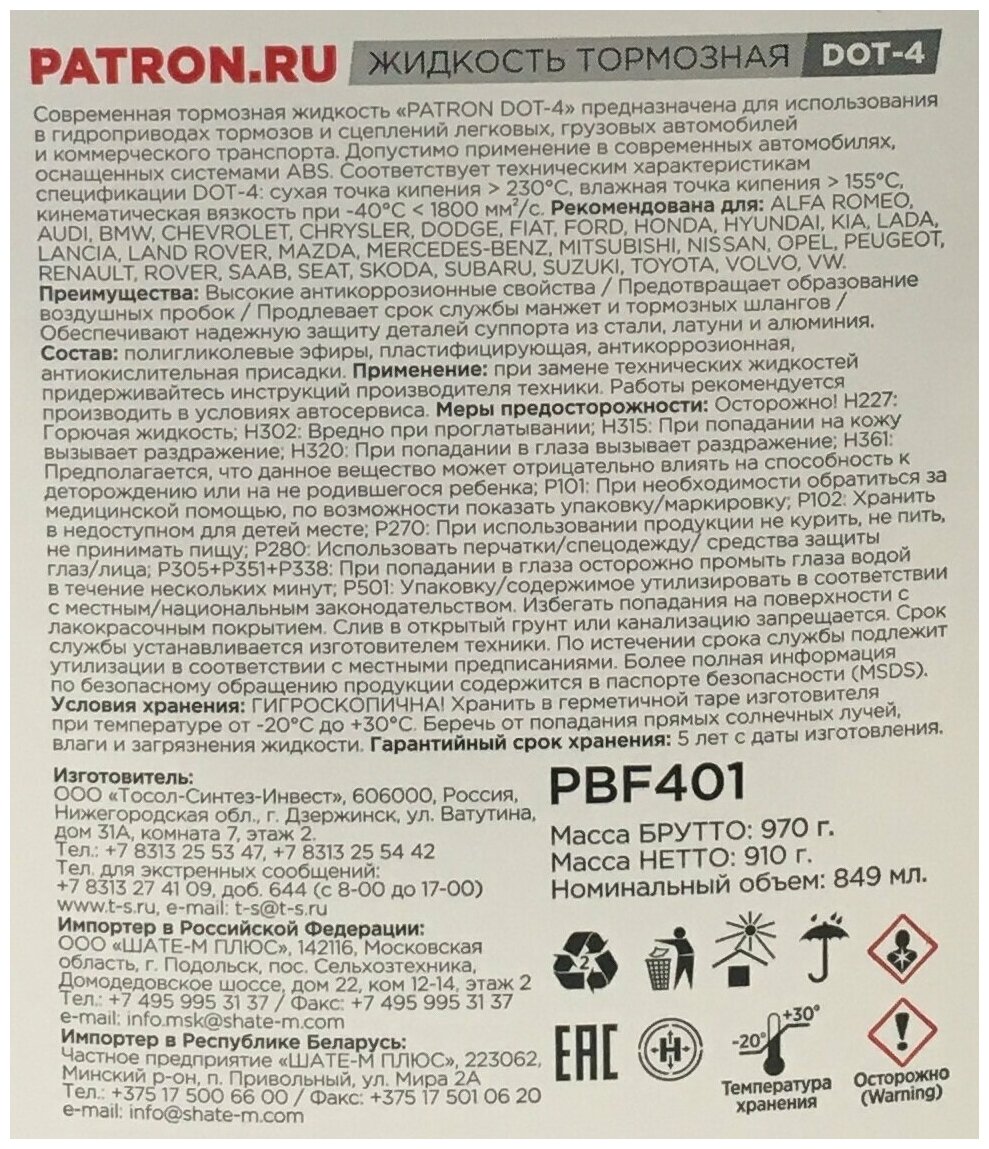 PATRON.RU ЖИДКОСТЬ ТОРМОЗНАЯ DOT-4
Современная тормозная жидкость «PATRON DOT-4» предназначена для использования
в гидроприводах тормозов и сцеплений легковых, грузовых автомобилей
и коммерческого транспорта. Допустимо применение в современных автомобилях,
оснащенных системами ABS. Соответствует техническим характеристикам
спецификации DOT-4: сухая точка кипения > 230°C, влажная точка кипения > 155°C,
кинематическая вязкость при -40°C < 1800 мм²/с. Рекомендована для: ALFA ROMEO,
AUDI, BMW, CHEVROLET, CHRYSLER, DODGE, FIAT, FORD, HONDA, HYUNDAI, KIA, LADA,
LANCIA, LAND ROVER, MAZDA, MERCEDES-BENZ, MITSUBISHI, NISSAN, OPEL, PEUGEOT,
RENAULT, ROVER, SAAB, SEAT, SKODA, SUBARU, SUZUKI, TOYOTA, VOLVO, VW.
Преимущества: Высокие антикоррозионные свойства / Предотвращает образование
воздушных пробок / Продлевает срок службы манжет и тормозных шлангов /
Обеспечивают надежную защиту деталей суппорта из стали, латуни и алюминия.
Состав: полигликолевые эфиры, пластифицирующая, антикоррозионная,
антиокислительная присадки. Применение: при замене технических жидкостей
придерживайтесь инструкций производителя техники. Работы рекомендуется
производить в условиях автосервиса. Меры предосторожности: Осторожно! H227:
Горючая жидкость; H302: Вредно при проглатывании; H315: При попадании на кожу
вызывает раздражение; H320: При попадании в глаза вызывает раздражение; H361:
Предполагается, что данное вещество может отрицательно влиять на способность к
деторождению или на не родившегося ребенка; P101: При необходимости обратиться за
медицинской помощью, по возможности показать упаковку/маркировку; P102: Хранить
в недоступном для детей месте; P270: При использовании продукции не курить, не пить,
не принимать пищу; P280: Использовать перчатки/спецодежду/ средства защиты
глаз/лица; P305+P351+P338: При попадании в глаза осторожно промыть глаза водой
в течение нескольких минут; P501: Упаковку/содержимое утилизировать в соответствии
с местным/национальным законодательством. Избегать попадания на поверхности с
лакокрасочным покрытием. Слив в открытый грунт или канализацию запрещается. Срок
службы устанавливается изготовителем техники. По истечении срока службы подлежит
утилизации в соответствии с местными предписаниями. Более полная информация
по безопасному обращению продукции содержится в паспорте безопасности (MSDS).
Условия хранения: ГИГРОСКОПИЧНА! Хранить в герметичной таре изготовителя
при температуре от -20°C до +30°C. Беречь от попадания прямых солнечных лучей,
влаги и загрязнения жидкости. Гарантийный срок хранения: 5 лет с даты изготовления.
Изготовитель:
ООО «Тосол-Синтез-Инвест», 606000, Россия,
Нижегородская обл., г. Дзержинск, ул. Ватутина,
дом 31А, комната 7, этаж 2.
Тел.: +7 8313 25 53 47, +7 8313 25 54 42
Тел. для экстренных сообщений:
+7 8313 27 41 09, доб. 644 (с 8-00 до 17-00)
www.t-s.ru, e-mail: t-s@t-s.ru
Импортер в Российской Федерации:
ООО «ШАТЕ-М ПЛЮС», 142116, Московская
область, г. Подольск, пос. Сельхозтехника,
Домодедовское шоссе, дом 22, ком 12-14, этаж 2
Тел.: +7 495 995 31 37 / Факс: +7 495 995 31 37
e-mail: info.msk@shate-m.com
Импортер в Республике Беларусь:
Частное предприятие «ШАТЕ-М ПЛЮС», 223062,
Минский р-он, п. Привольный, ул. Мира 2А
Тел.: +375 17 500 66 00 / Факс: +375 17 501 06 20
e-mail: info@shate-m.com
PBF401
Масса БРУТТО: 970 г.
Масса НЕТТО: 910 г.
Номинальный объем: 849 мл.
2
EAC
-20° +30°
Температура
хранения
Осторожно
(Warning)